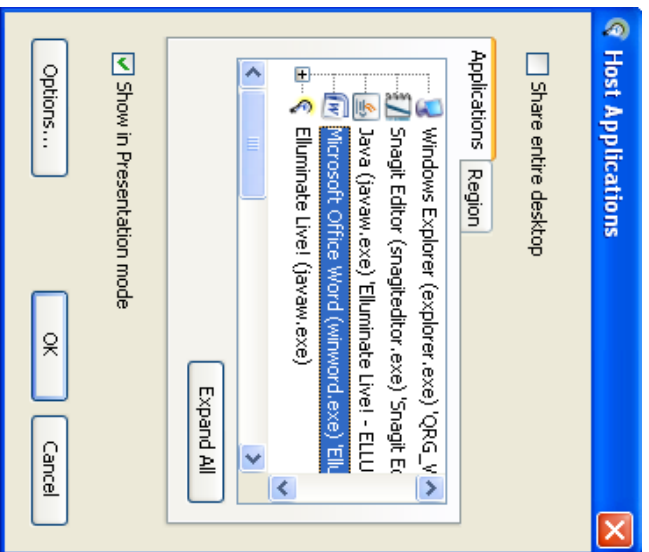 Host Applications
Share entire desktop
Applications Region
Windows Explorer (explorer.exe) 'QRG_V
Snagit Editor (snagiteditor.exe) 'Snagit Ec
Java (javaw.exe) 'Elluminate Live! - ELLU
Microsoft Office Word (winword.exe) 'Ellu
Elluminate Live! (javaw.exe)
Expand All
Show in Presentation mode
Options... OK Cancel